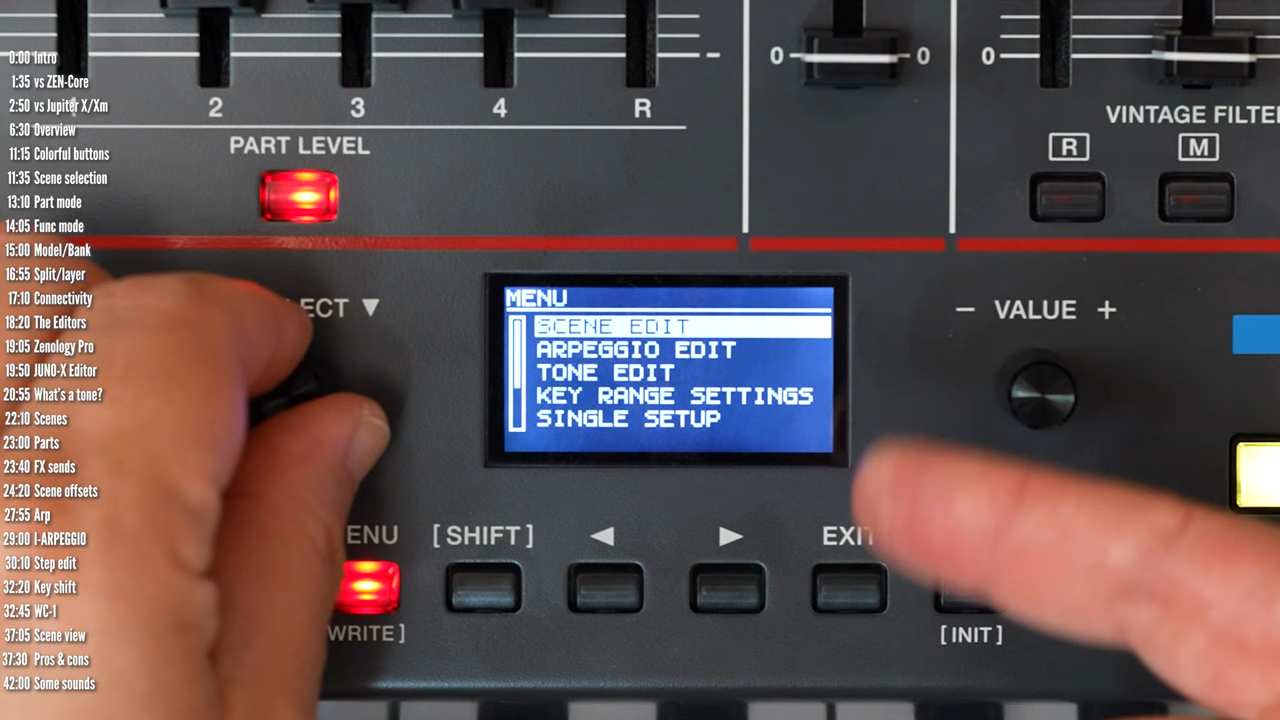 0:00 Intro
1:35 vs ZEN-Core
2:50 vs Jupiter X/Xm
6:30 Overview
11:15 Colorful buttons
11:35 Scene selection
13:10 Part mode
14:05 Func mode
15:00 Model/Bank
16:55 Split/layer
17:10 Connectivity
18:20 The Editors
19:05 Zenology Pro
19:50 JUNO-X Editor
20:55 What's a tone?
22:10 Scenes
23:00 Parts
23:40 FX sends
24:20 Scene offsets
27:55 Arp
29:00 I-ARPEGGIO
30:10 Step edit
32:20 Key shift
32:45 WC-1
37:05 Scene view
37:30 Pros & cons
42:00 Some sounds
0 0 0
2 3 4 R
PART LEVEL
VINTAGE FILTE
R M
ECT ▼
− VALUE +
MENU
SCENE EDIT
ARPEGGIO EDIT
TONE EDIT
KEY RANGE SETTINGS
SINGLE SETUP
ENU [SHIFT] ◀ ▶ EXIT
WRITE] [INIT]